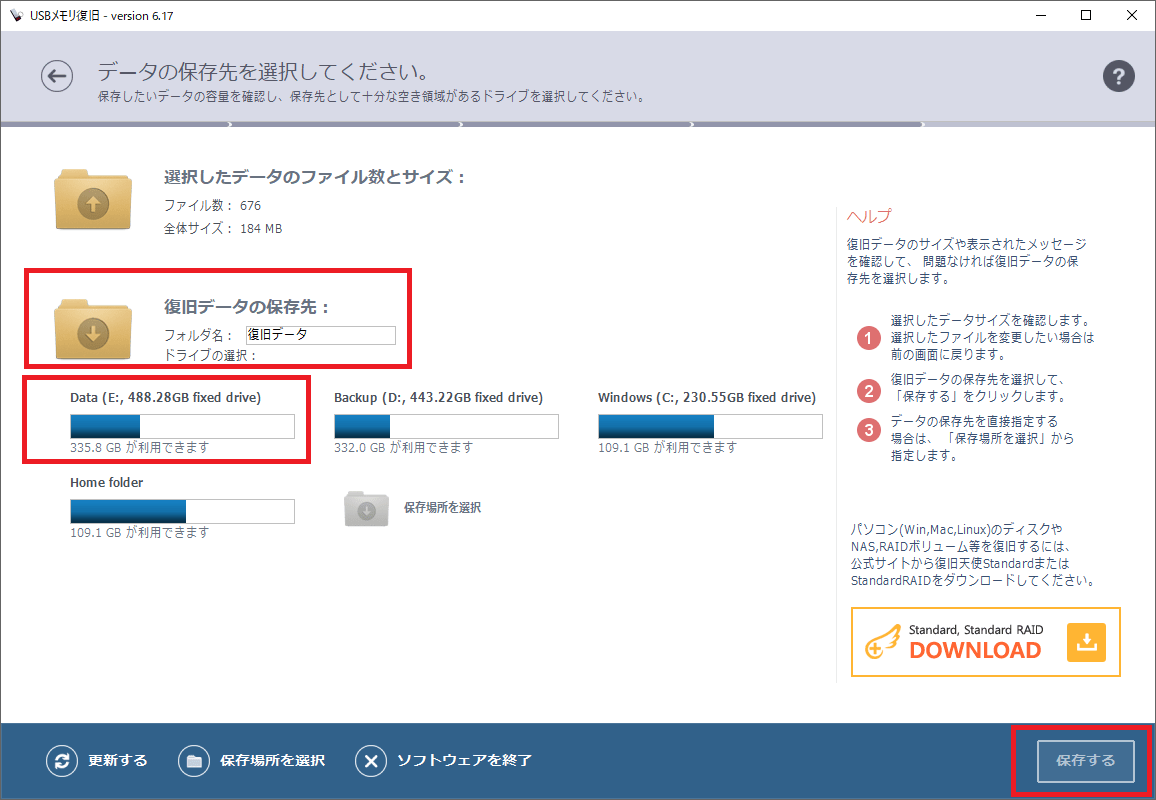 USBメモリ復旧 - version 6.17
データの保存先を選択してください。
保存したいデータの容量を確認し、保存先として十分な空き領域があるドライブを選択してください。
?
選択したデータのファイル数とサイズ：
ファイル数： 676
全体サイズ： 184 MB
復旧データの保存先：
フォルダ名： 復旧データ
ドライブの選択：
Data (E:, 488.28GB fixed drive)
335.8 GB が利用できます
Backup (D:, 443.22GB fixed drive)
332.0 GB が利用できます
Windows (C:, 230.55GB fixed drive)
109.1 GB が利用できます
Home folder
109.1 GB が利用できます
保存場所を選択
ヘルプ
復旧データのサイズや表示されたメッセージ
を確認して、 問題なければ復旧データの保
存先を選択します。
1 選択したデータサイズを確認します。
選択したファイルを変更したい場合は
前の画面に戻ります。
2 復旧データの保存先を選択して、
「保存する」をクリックします。
3 データの保存先を直接指定する
場合は、 「保存場所を選択」から
指定します。
パソコン(Win,Mac,Linux)のディスクや
NAS,RAIDボリューム等を復旧するには、
公式サイトから復旧天使Standardまたは
StandardRAIDをダウンロードしてください。
Standard, Standard RAID
DOWNLOAD
更新する
保存場所を選択
ソフトウェアを終了
保存する